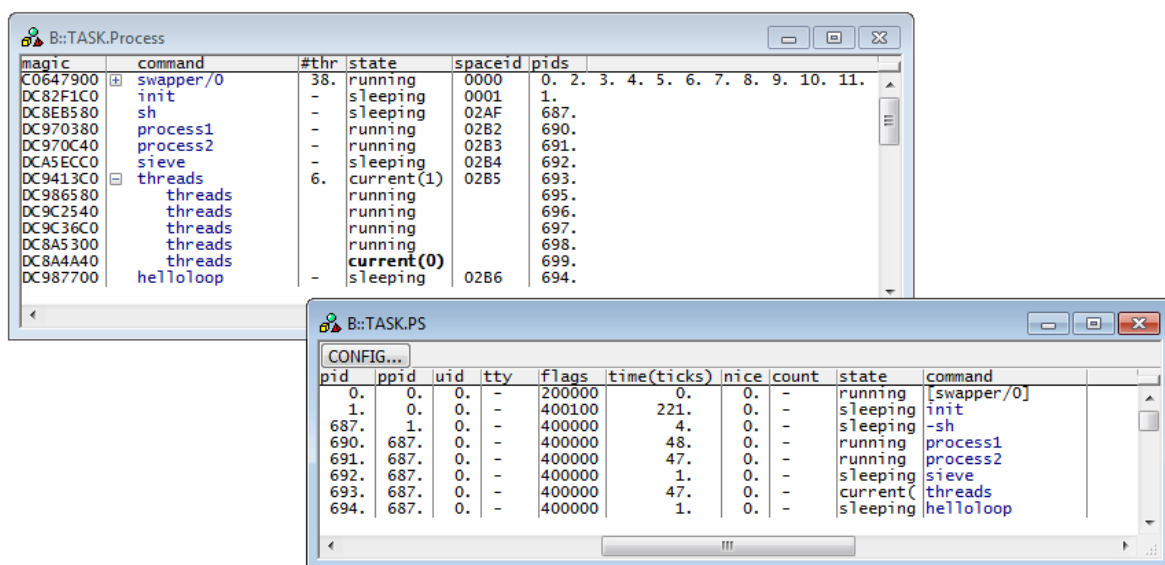 B::TASK.Process
magic command #thr state spaceid pids
C0647900 swapper/0 38. running 0000 0. 2. 3. 4. 5. 6. 7. 8. 9. 10. 11.
DC82F1C0 init - sleeping 0001 1.
DC8EB580 sh - sleeping 02AF 687.
DC970380 process1 - running 02B2 690.
DC970C40 process2 - running 02B3 691.
DCA5ECC0 sieve - sleeping 02B4 692.
DC9413C0 threads 6. current(1) 02B5 693.
DC986580 threads running 695.
DC9C2540 threads running 696.
DC9C36C0 threads running 697.
DC8A5300 threads running 698.
DC8A4A40 threads current(0) 699.
DC987700 helloloop - sleeping 02B6 694.
B::TASK.PS
CONFIG...
pid ppid uid tty flags time(ticks) nice count state command
0. 0. 0. - 200000 0. 0. - running [swapper/0]
1. 0. 0. - 400100 221. 0. - sleeping init
687. 1. 0. - 400000 4. 0. - sleeping -sh
690. 687. 0. - 400000 48. 0. - running process1
691. 687. 0. - 400000 47. 0. - running process2
692. 687. 0. - 400000 1. 0. - sleeping sieve
693. 687. 0. - 400000 47. 0. - current( threads
694. 687. 0. - 400000 1. 0. - sleeping helloloop